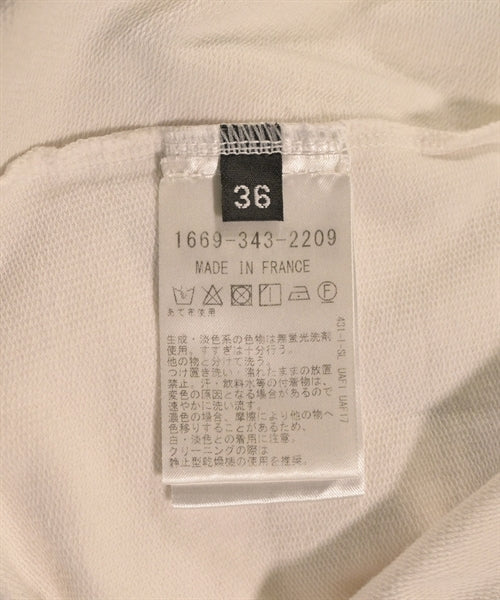 36
1669-343-2209
MADE IN FRANCE
F
あて布使用
生成・淡色系の色物は無蛍光洗剤
使用。すすぎは十分行う。
他の物と分けて洗う。
つけ置き洗い・濡れたままの放置
禁止。汗・飲料水等の付着物は、
変色の原因となる場合があるので
速やかに洗い流す。
濃色の場合、摩擦により他の物へ
色移りすることがあるため、
白・淡色との着用に注意。
クリーニングの際は
静止型乾燥機の使用を推奨。
4G1-I-SL UAF1 UAF17